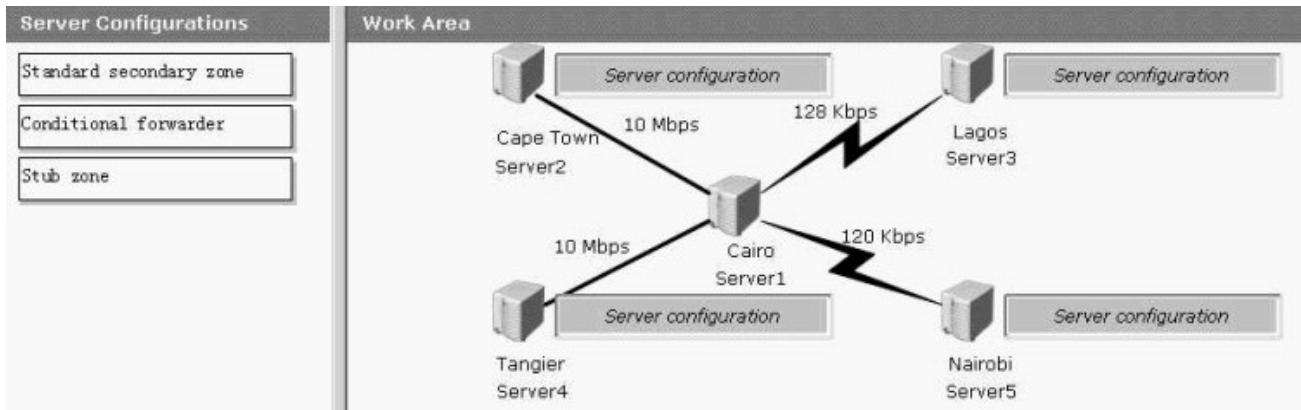 Server Configurations
Work Area
Standard secondary zone
Conditional forwarder
Stub zone
Server configuration
Server configuration
Cape Town
Server2
10 Mbps
128 Kbps
Lagos
Server3
10 Mbps
Cairo
Server1
120 Kbps
Server configuration
Server configuration
Tangier
Server4
Nairobi
Server5